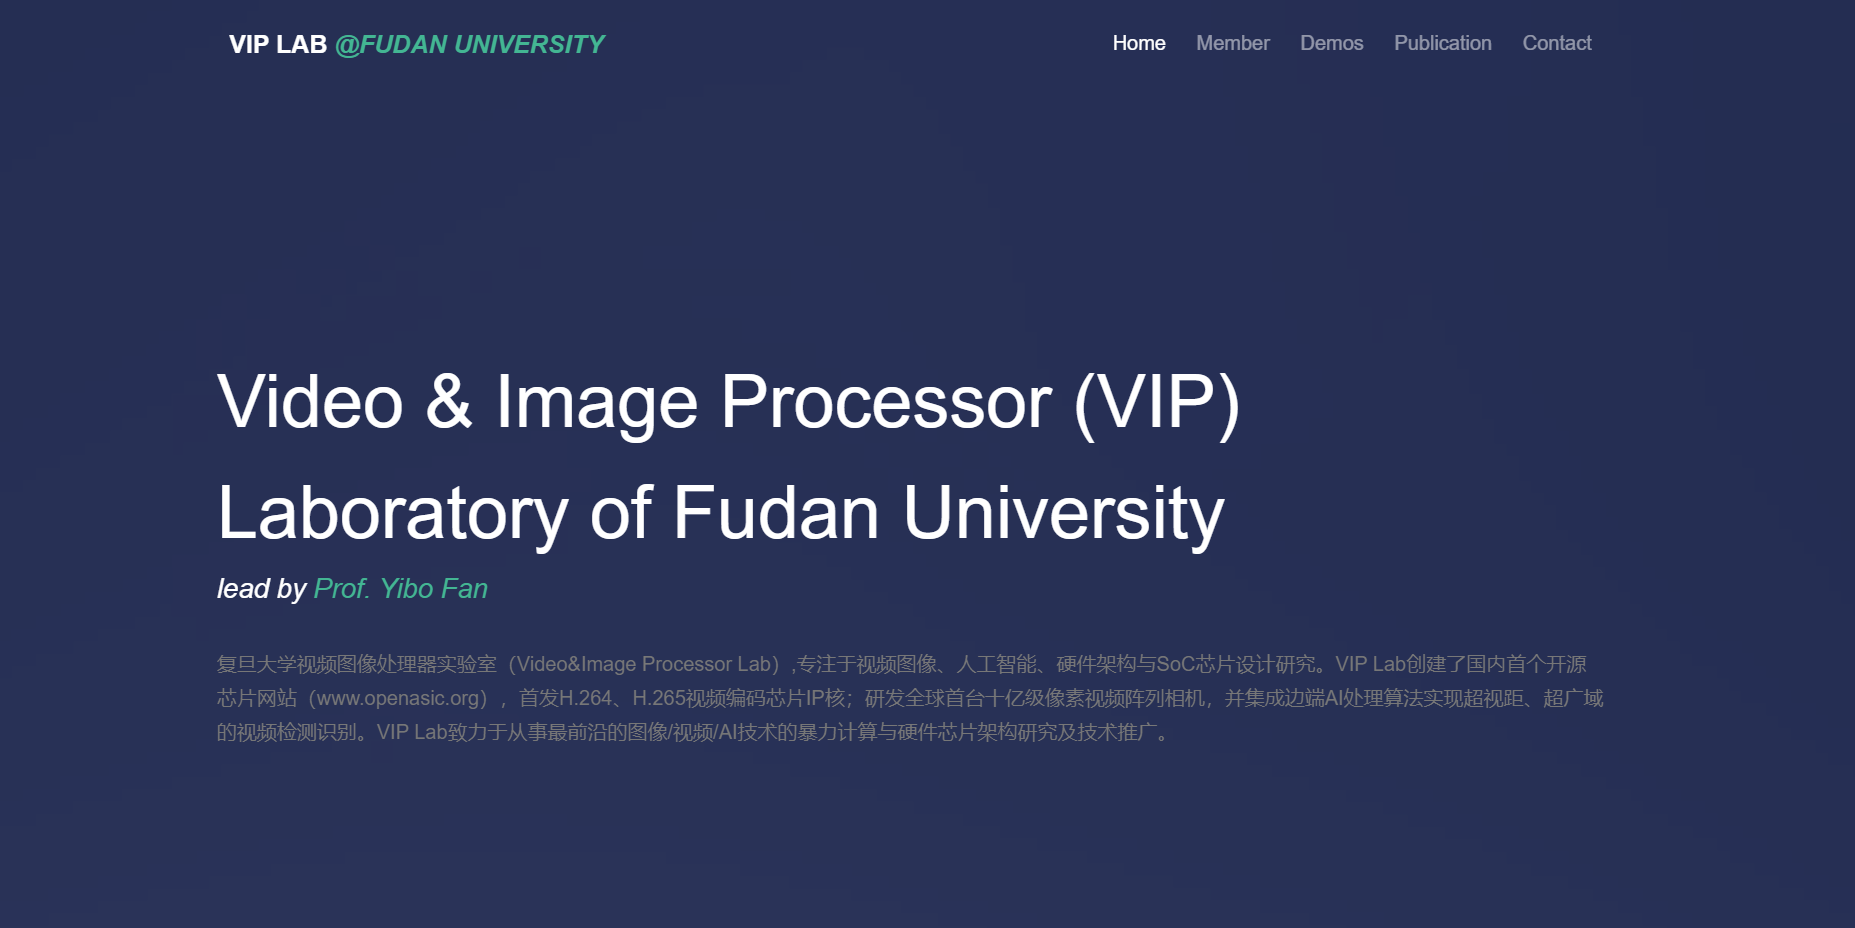 VIP LAB @FUDAN UNIVERSITY
Home Member Demos Publication Contact
Video & Image Processor (VIP)
Laboratory of Fudan University
lead by Prof. Yibo Fan
复旦大学视频图像处理器实验室（Video&Image Processor Lab）,专注于视频图像、人工智能、硬件架构与SoC芯片设计研究。VIP Lab创建了国内首个开源
芯片网站（www.openasic.org），首发H.264、H.265视频编码芯片IP核；研发全球首台十亿级像素视频阵列相机，并集成边端AI处理算法实现超视距、超广域
的视频检测识别。VIP Lab致力于从事最前沿的图像/视频/AI技术的暴力计算与硬件芯片架构研究及技术推广。